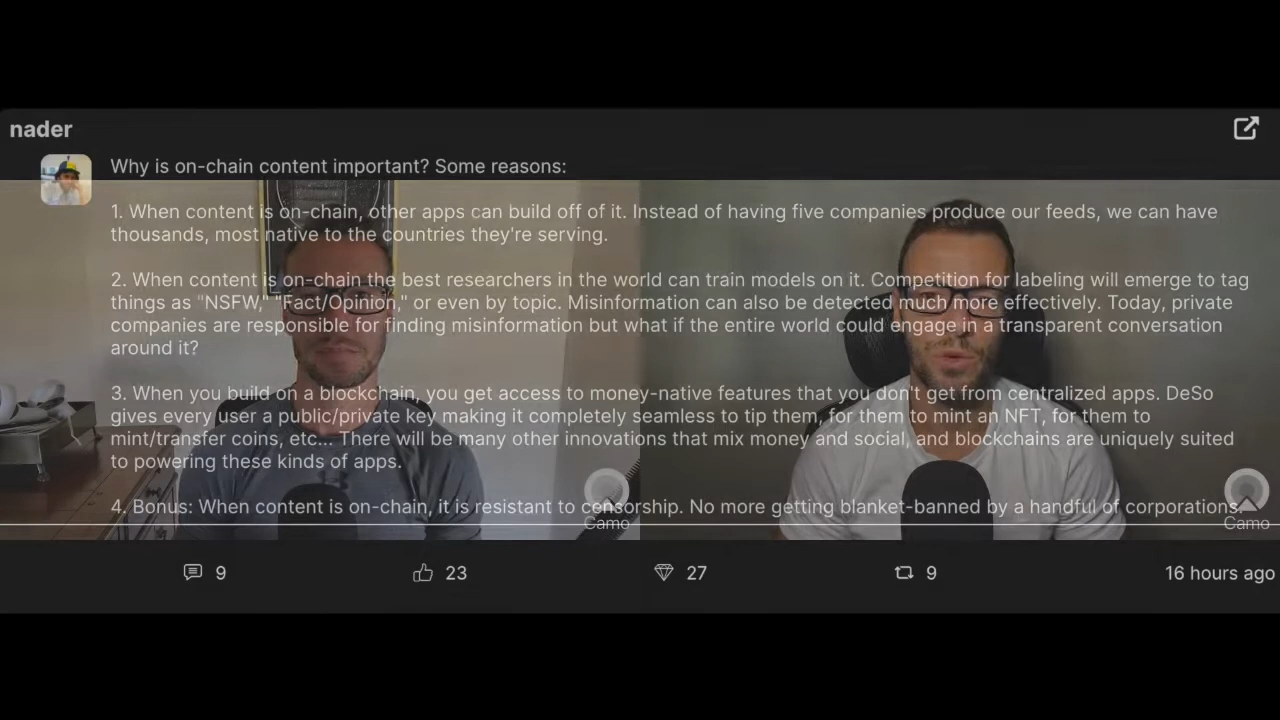 nader
Why is on-chain content important? Some reasons:
1. When content is on-chain, other apps can build off of it. Instead of having five companies produce our feeds, we can have
thousands, most native to the countries they're serving.
2. When content is on-chain the best researchers in the world can train models on it. Competition for labeling will emerge to tag
things as "NSFW," "Fact/Opinion," or even by topic. Misinformation can also be detected much more effectively. Today, private
companies are responsible for finding misinformation but what if the entire world could engage in a transparent conversation
around it?
3. When you build on a blockchain, you get access to money-native features that you don't get from centralized apps. DeSo
gives every user a public/private key making it completely seamless to tip them, for them to mint an NFT, for them to
mint/transfer coins, etc... There will be many other innovations that mix money and social, and blockchains are uniquely suited
to powering these kinds of apps.
4. Bonus: When content is on-chain, it is resistant to censorship. No more getting blanket-banned by a handful of corporations.
Camo
Camo
9
23
27
9
16 hours ago